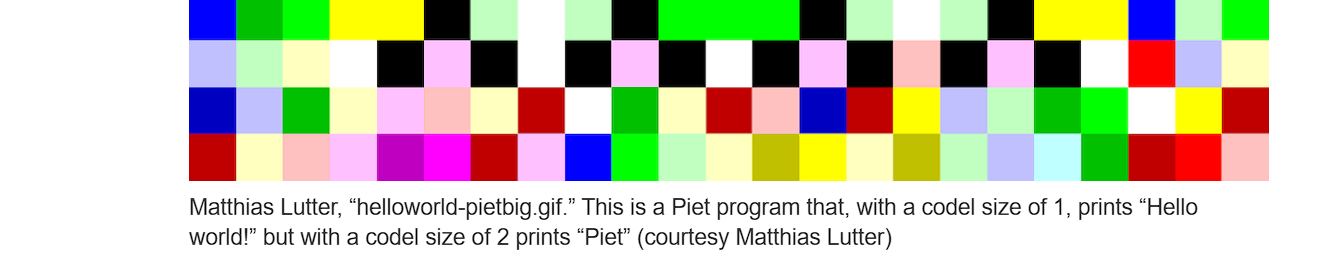 Matthias Lutter, “helloworld-pietbig.gif.” This is a Piet program that, with a codel size of 1, prints “Hello
world!” but with a codel size of 2 prints “Piet” (courtesy Matthias Lutter)